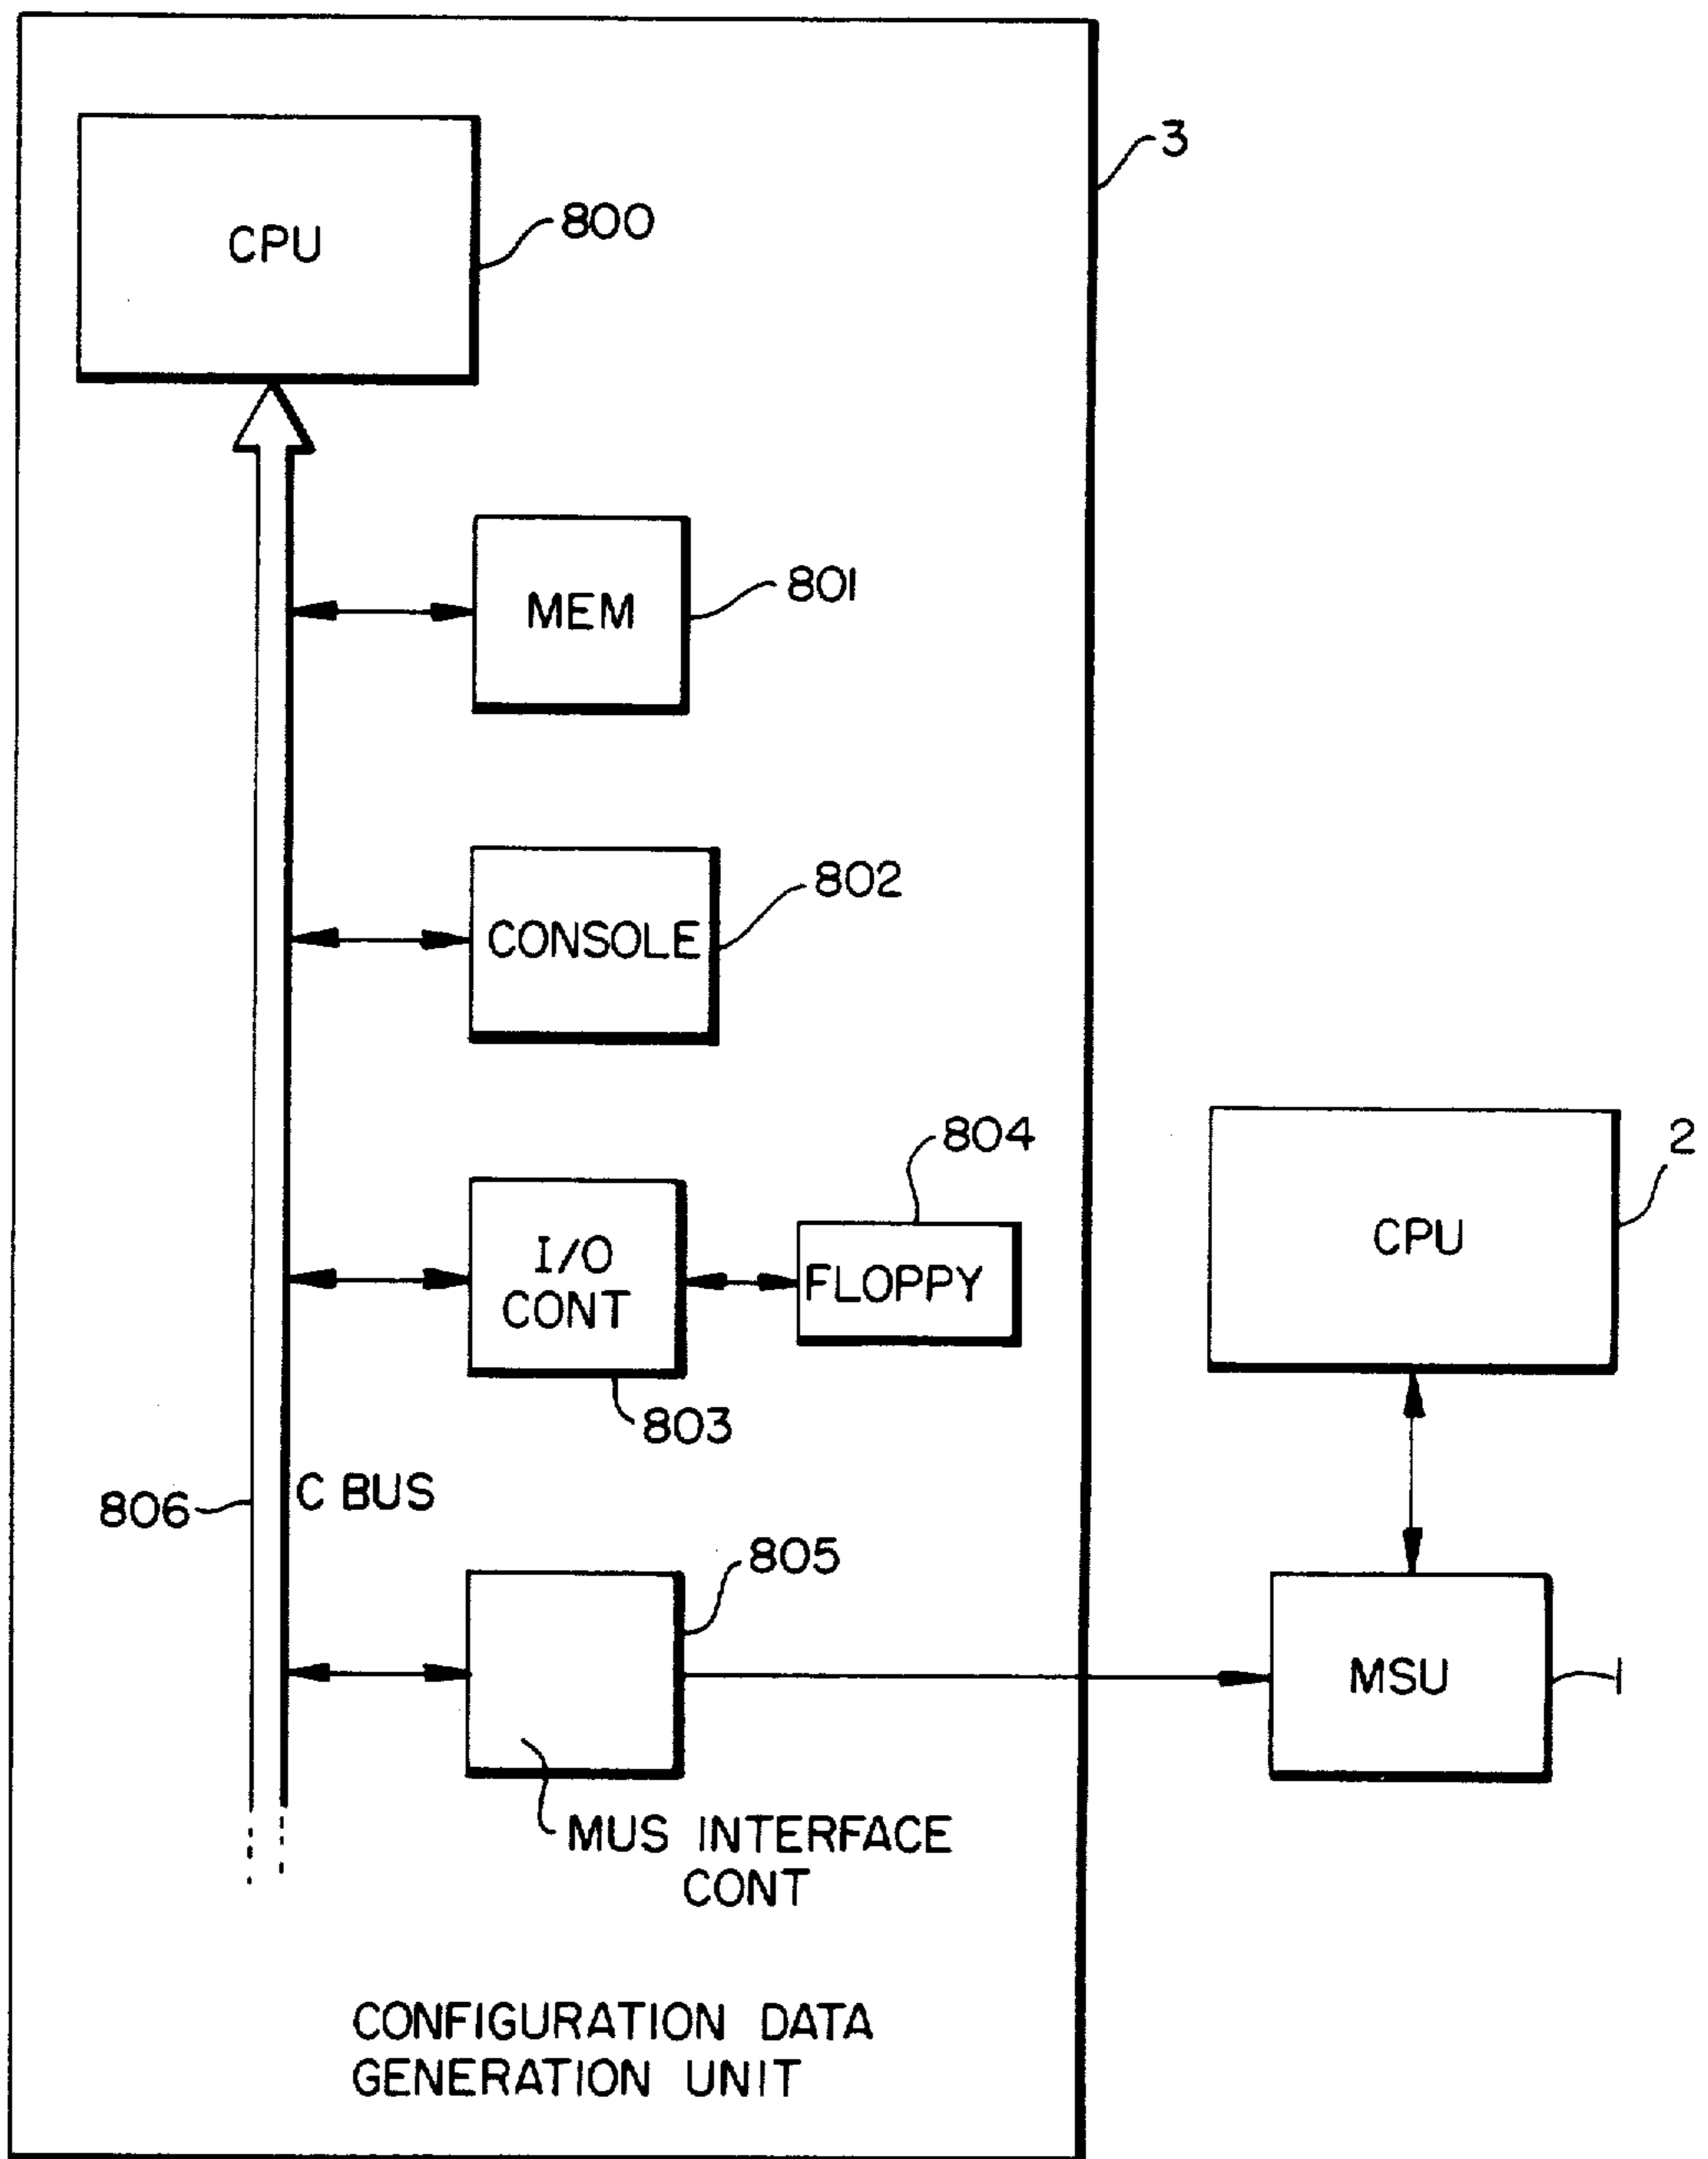 3
CPU
800
MEM
801
CONSOLE
802
804
I/O
CONT
FLOPPY
803
CPU
2
C BUS
806
805
MSU
1
MUS INTERFACE
CONT
CONFIGURATION DATA
GENERATION UNIT